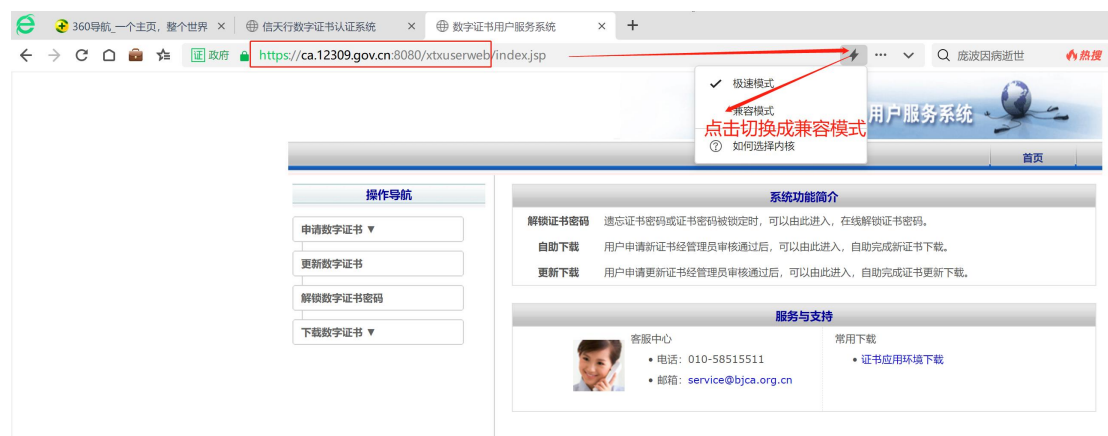 360导航_一个主页，整个世界
信天行数字证书认证系统
数字证书用户服务系统
证 政府 https://ca.12309.gov.cn:8080/xtxuserweb/index.jsp
庞波因病逝世
热搜
极速模式
兼容模式
点击切换成兼容模式
如何选择内核
用户服务系统
首页
操作导航
申请数字证书 ▼
更新数字证书
解锁数字证书密码
下载数字证书 ▼
系统功能简介
解锁证书密码 遗忘证书密码或证书密码被锁定时，可以由此进入，在线解锁证书密码。
自助下载 用户申请新证书经管理员审核通过后，可以由此进入，自助完成新证书下载。
更新下载 用户申请更新证书经管理员审核通过后，可以由此进入，自助完成证书更新下载。
服务与支持
客服中心
• 电话：010-58515511
• 邮箱：service@bjca.org.cn
常用下载
• 证书应用环境下载